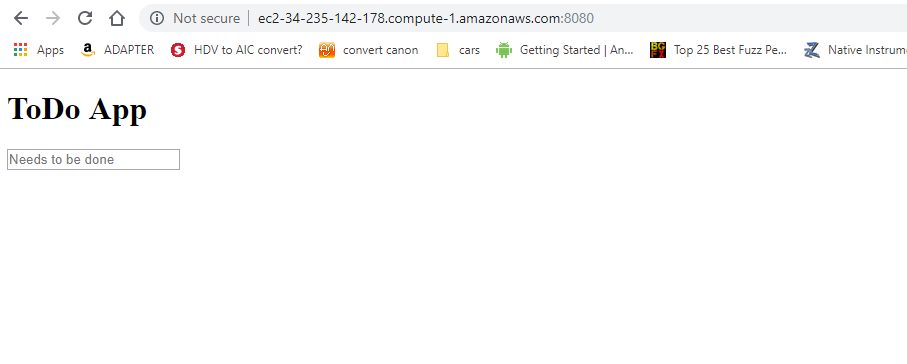 Not secure ec2-34-235-142-178.compute-1.amazonaws.com:8080
Apps ADAPTER HDV to AIC convert? convert canon cars Getting Started | An... Top 25 Best Fuzz Pe... Native Instrum
ToDo App
Needs to be done